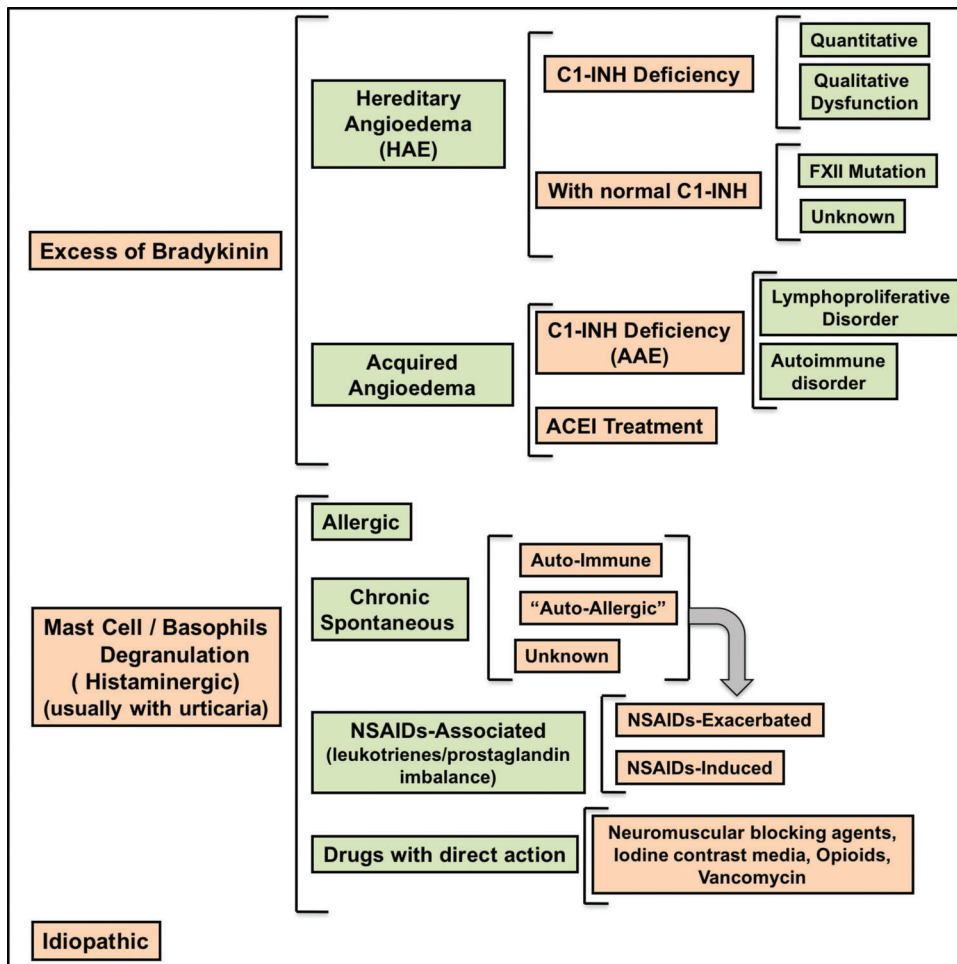 Excess of Bradykinin
Hereditary
Angioedema
(HAE)
C1-INH Deficiency
Quantitative
Qualitative
Dysfunction
With normal C1-INH
FXII Mutation
Unknown
Acquired
Angioedema
C1-INH Deficiency
(AAE)
Lymphoproliferative
Disorder
Autoimmune
disorder
ACEI Treatment
Mast Cell / Basophils
Degranulation
( Histaminergic)
(usually with urticaria)
Allergic
Chronic
Spontaneous
Auto-Immune
“Auto-Allergic”
Unknown
NSAIDs-Associated
(leukotrienes/prostaglandin
imbalance)
NSAIDs-Exacerbated
NSAIDs-Induced
Drugs with direct action
Neuromuscular blocking agents,
Iodine contrast media, Opioids,
Vancomycin
Idiopathic